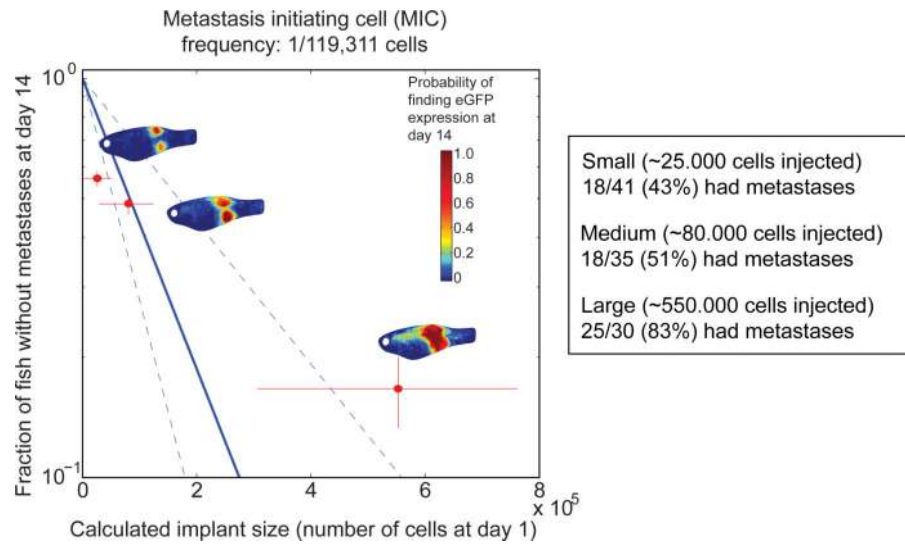 Metastasis initiating cell (MIC)
frequency: 1/119,311 cells
Fraction of fish without metastases at day 14
10⁰
10⁻¹
Probability of
finding eGFP
expression at
day 14
1.0
0.8
0.6
0.4
0.2
0
0
2
4
6
8
x 10⁵
Calculated implant size (number of cells at day 1)
Small (~25.000 cells injected)
18/41 (43%) had metastases
Medium (~80.000 cells injected)
18/35 (51%) had metastases
Large (~550.000 cells injected)
25/30 (83%) had metastases